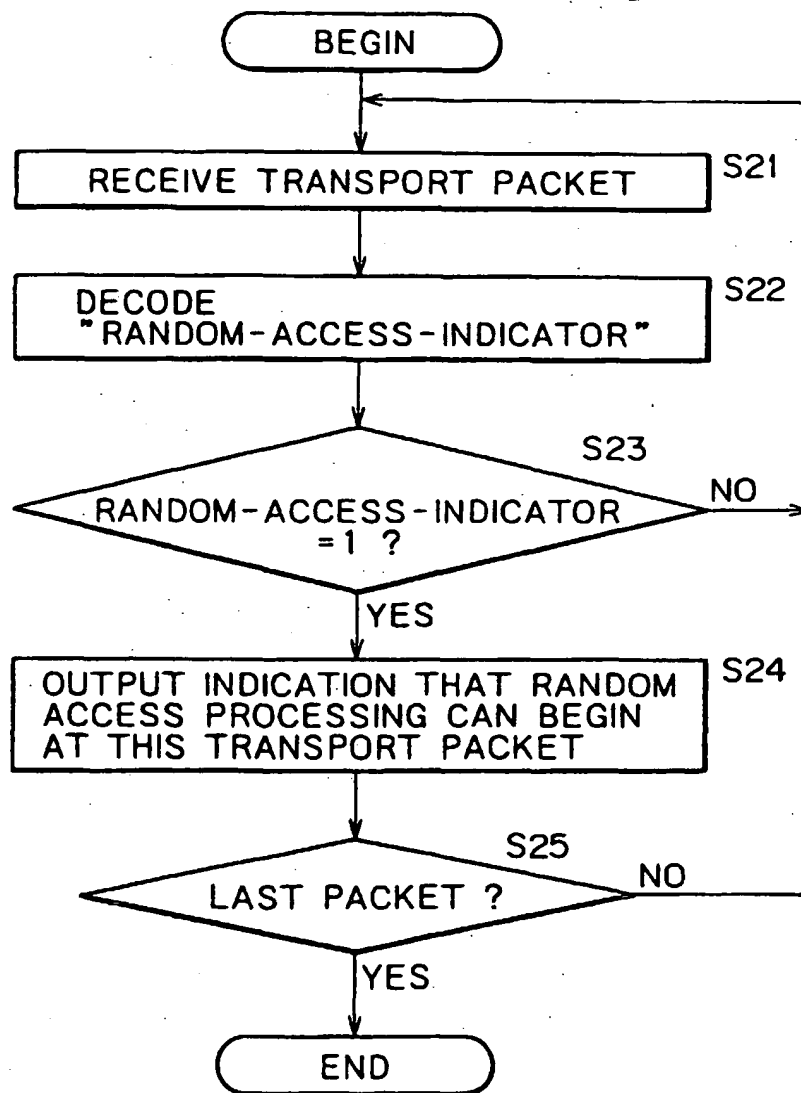 BEGIN
RECEIVE TRANSPORT PACKET
S21
DECODE
"RANDOM-ACCESS-INDICATOR"
S22
S23
RANDOM-ACCESS-INDICATOR
=1 ?
NO
YES
OUTPUT INDICATION THAT RANDOM
ACCESS PROCESSING CAN BEGIN
AT THIS TRANSPORT PACKET
S24
S25
LAST PACKET ?
NO
YES
END